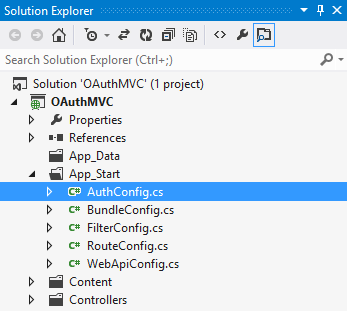 Solution Explorer
Search Solution Explorer (Ctrl+;)
Solution 'OAuthMVC' (1 project)
OAuthMVC
Properties
References
App_Data
App_Start
C# AuthConfig.cs
C# BundleConfig.cs
C# FilterConfig.cs
C# RouteConfig.cs
C# WebApiConfig.cs
Content
Controllers